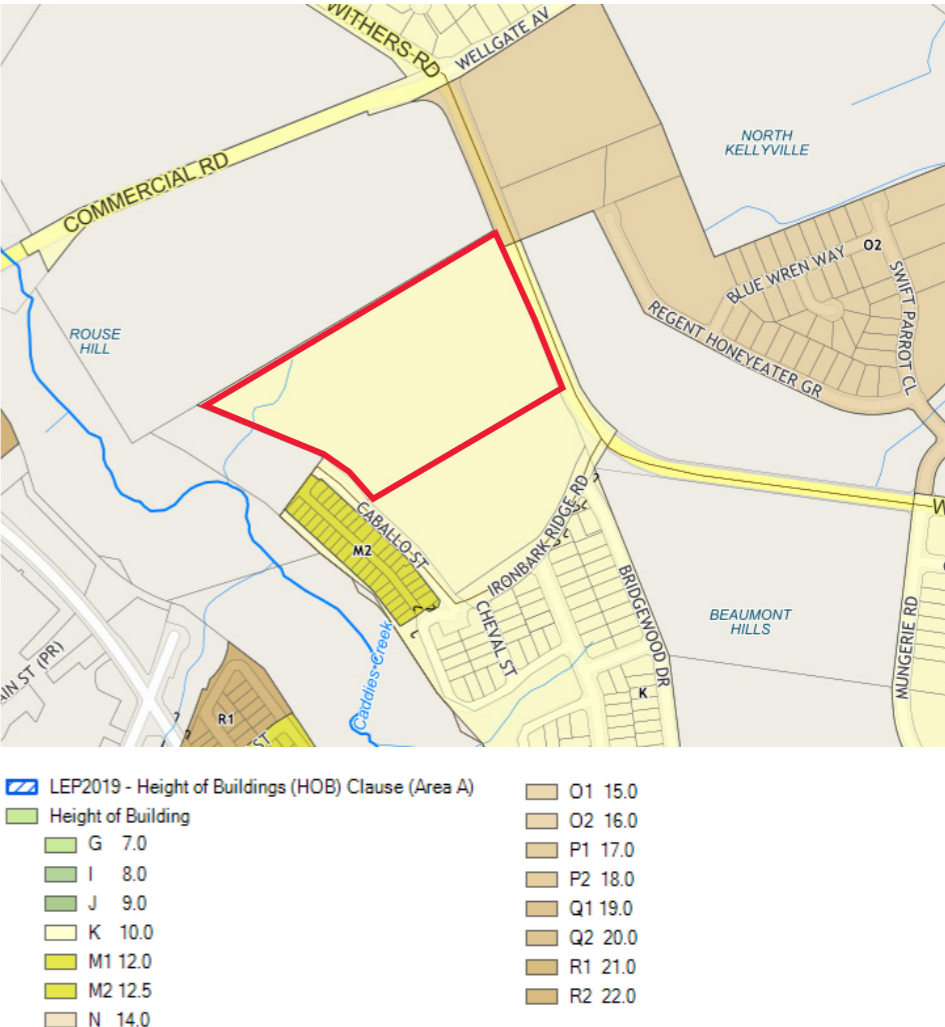 WITHERS RD
WELLGATE AV
COMMERCIAL RD
NORTH
KELLYVILLE
BLUE WREN WAY
O2
SWIFT PARROT CL
REGENT HONEYEATER GR
ROUSE
HILL
CABALLO ST
M2
IRONBARK RIDGE RD
CHEVAL ST
BRIDGEWOOD DR
BEAUMONT
HILLS
MUNGERIE RD
W
K
Caddies Creek
AIN ST (PR)
R1
ST
LEP2019 - Height of Buildings (HOB) Clause (Area A)
Height of Building
G 7.0
I 8.0
J 9.0
K 10.0
M1 12.0
M2 12.5
N 14.0
O1 15.0
O2 16.0
P1 17.0
P2 18.0
Q1 19.0
Q2 20.0
R1 21.0
R2 22.0